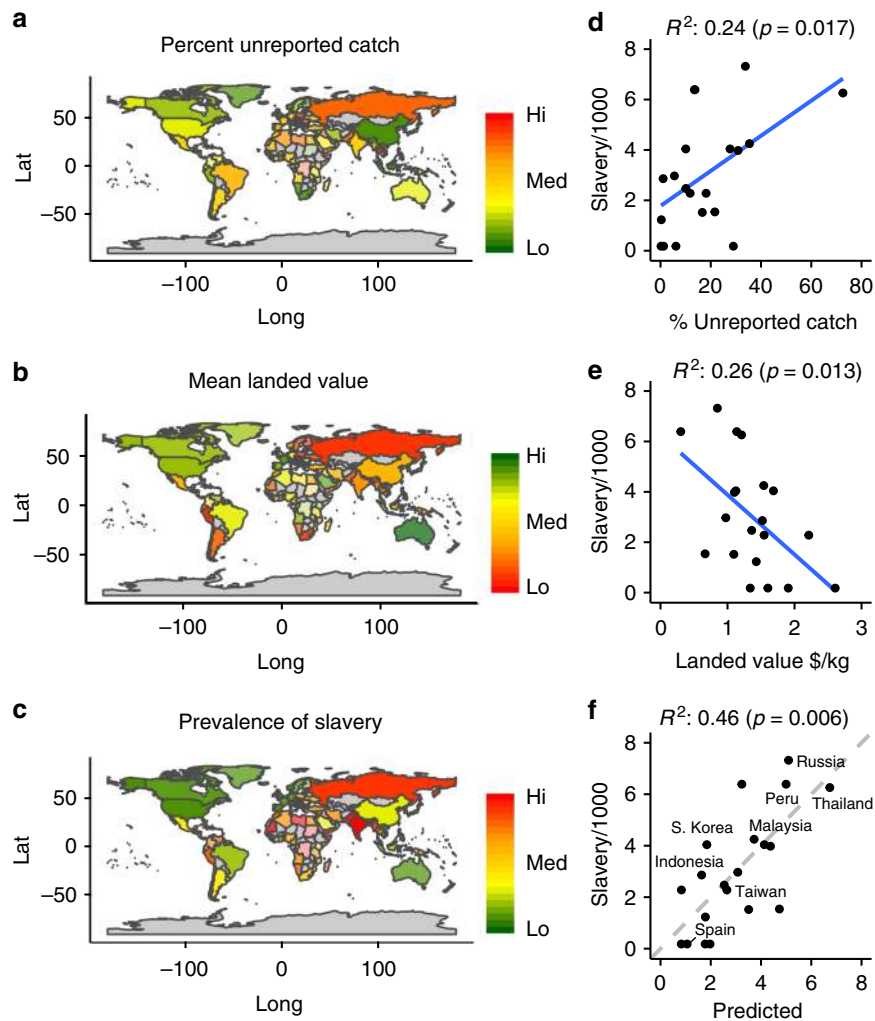 a
Percent unreported catch
Lat
50
0
−50
−100
0
100
Long
Hi
Med
Lo
d
R²: 0.24 (p = 0.017)
Slavery/1000
8
6
4
2
0
0
20
40
60
80
% Unreported catch
b
Mean landed value
Lat
50
0
−50
−100
0
100
Long
Hi
Med
Lo
e
R²: 0.26 (p = 0.013)
Slavery/1000
8
6
4
2
0
0
1
2
3
Landed value $/kg
c
Prevalence of slavery
Lat
50
0
−50
−100
0
100
Long
Hi
Med
Lo
f
R²: 0.46 (p = 0.006)
Slavery/1000
8
6
4
2
0
Russia
Peru
Thailand
S. Korea
Malaysia
Indonesia
Taiwan
Spain
0
2
4
6
8
Predicted